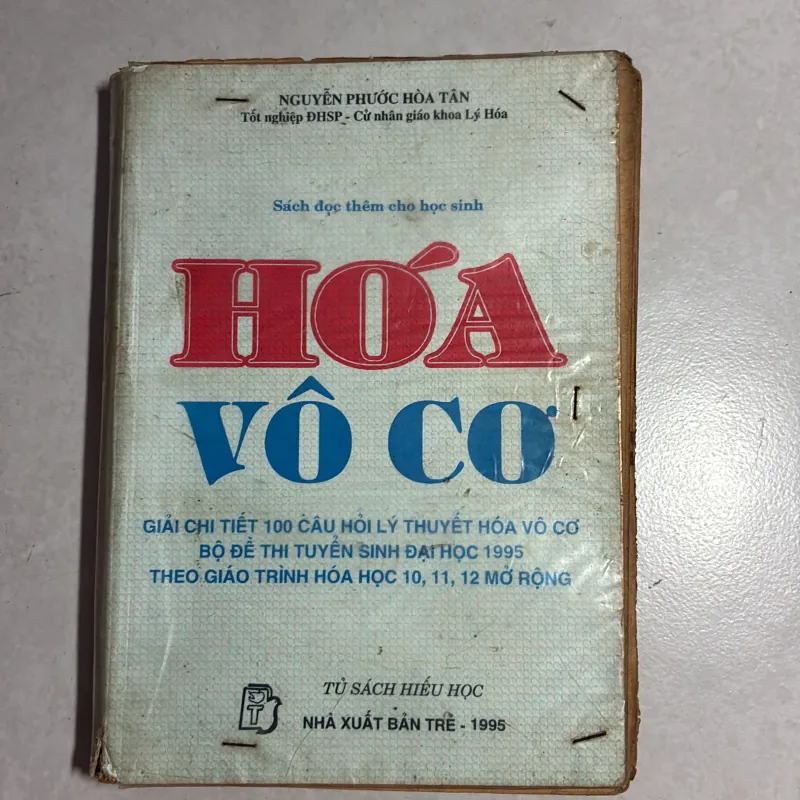 NGUYỄN PHƯỚC HÒA TÂN
Tốt nghiệp ĐHSP - Cử nhân giáo khoa Lý Hóa
Sách đọc thêm cho học sinh
HÓA
VÔ CƠ
GIẢI CHI TIẾT 100 CÂU HỎI LÝ THUYẾT HÓA VÔ CƠ
BỘ ĐỀ THI TUYỂN SINH ĐẠI HỌC 1995
THEO GIÁO TRÌNH HÓA HỌC 10, 11, 12 MỞ RỘNG
TỦ SÁCH HIẾU HỌC
NHÀ XUẤT BẢN TRẺ - 1995